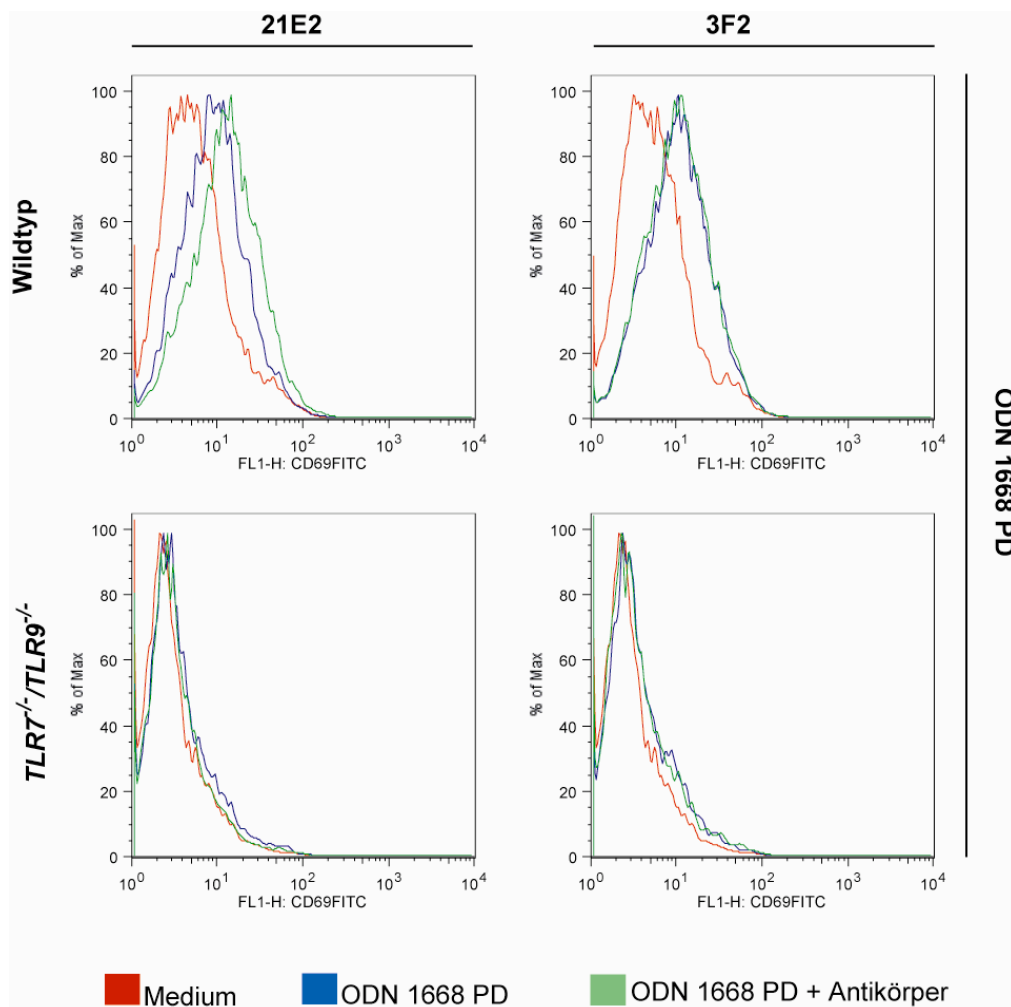 21E2
3F2
Wildtyp
% of Max
100
80
60
40
20
0
10^0 10^1 10^2 10^3 10^4
FL1-H: CD69FITC
% of Max
100
80
60
40
20
0
10^0 10^1 10^2 10^3 10^4
FL1-H: CD69FITC
TLR7-/-/TLR9-/-
% of Max
100
80
60
40
20
0
10^0 10^1 10^2 10^3 10^4
FL1-H: CD69FITC
% of Max
100
80
60
40
20
0
10^0 10^1 10^2 10^3 10^4
FL1-H: CD69FITC
ODN 1668 PD
Medium
ODN 1668 PD
ODN 1668 PD + Antikörper